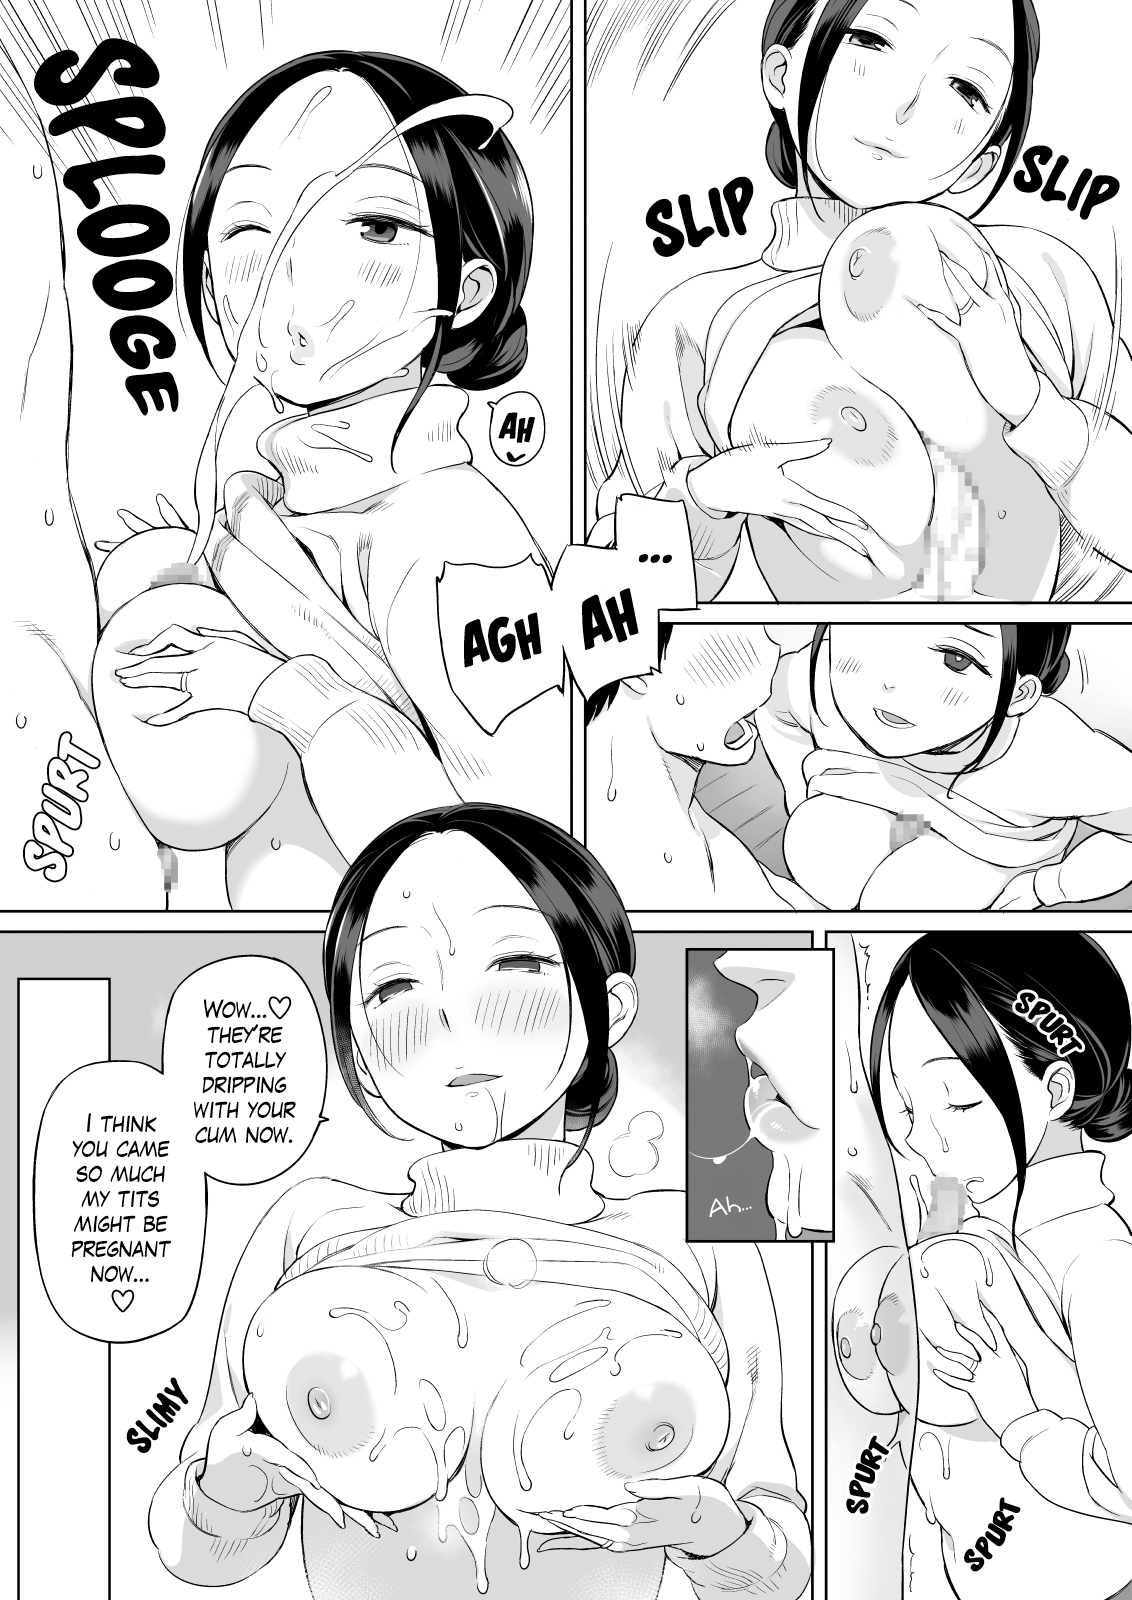 SLIP
SLIP
SPLOOGE
AH
...
AH
AGH
SPURT
SPURT
Ah...
WOW...♡
THEY'RE
TOTALLY
DRIPPING
WITH YOUR
CUM NOW.
I THINK
YOU CAME
SO MUCH
MY TITS
MIGHT BE
PREGNANT
NOW...
♡
SLIMY
SPURT
SPURT